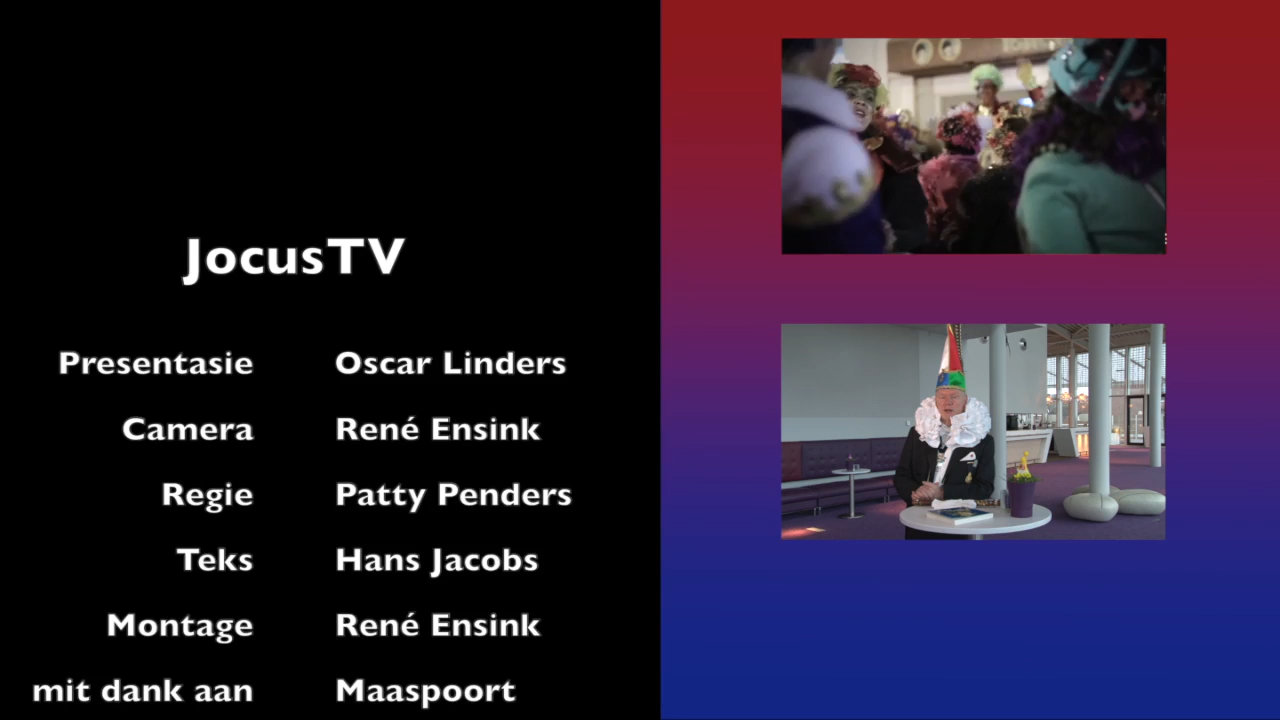 JocusTV
Presentasie Oscar Linders
Camera René Ensink
Regie Patty Penders
Teks Hans Jacobs
Montage René Ensink
mit dank aan Maaspoort